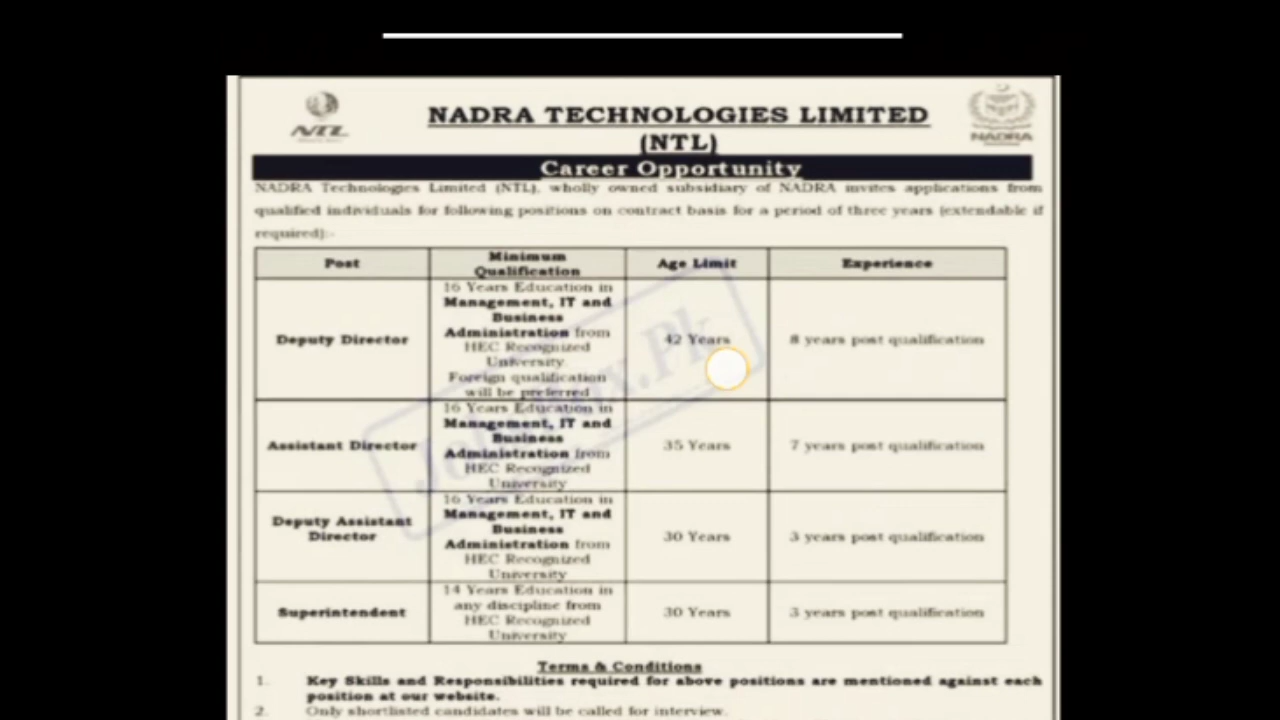 NTL
NADRA
NADRA TECHNOLOGIES LIMITED
(NTL)
Career Opportunity
NADRA Technologies Limited (NTL), wholly owned subsidiary of NADRA invites applications from
qualified individuals for following positions on contract basis for a period of three years (extendable if
required):-
Post
Minimum
Qualification
Age Limit
Experience
Deputy Director
16 Years Education in
Management, IT and
Business
Administration from
HEC Recognized
University.
Foreign qualification
will be preferred
42 Years
8 years post qualification
Assistant Director
16 Years Education in
Management, IT and
Business
Administration from
HEC Recognized
University
35 Years
7 years post qualification
Deputy Assistant
Director
16 Years Education in
Management, IT and
Business
Administration from
HEC Recognized
University
30 Years
3 years post qualification
Superintendent
14 Years Education in
any discipline from
HEC Recognized
University
30 Years
3 years post qualification
Terms & Conditions
1. Key Skills and Responsibilities required for above positions are mentioned against each
position at our website.
2. Only shortlisted candidates will be called for interview.